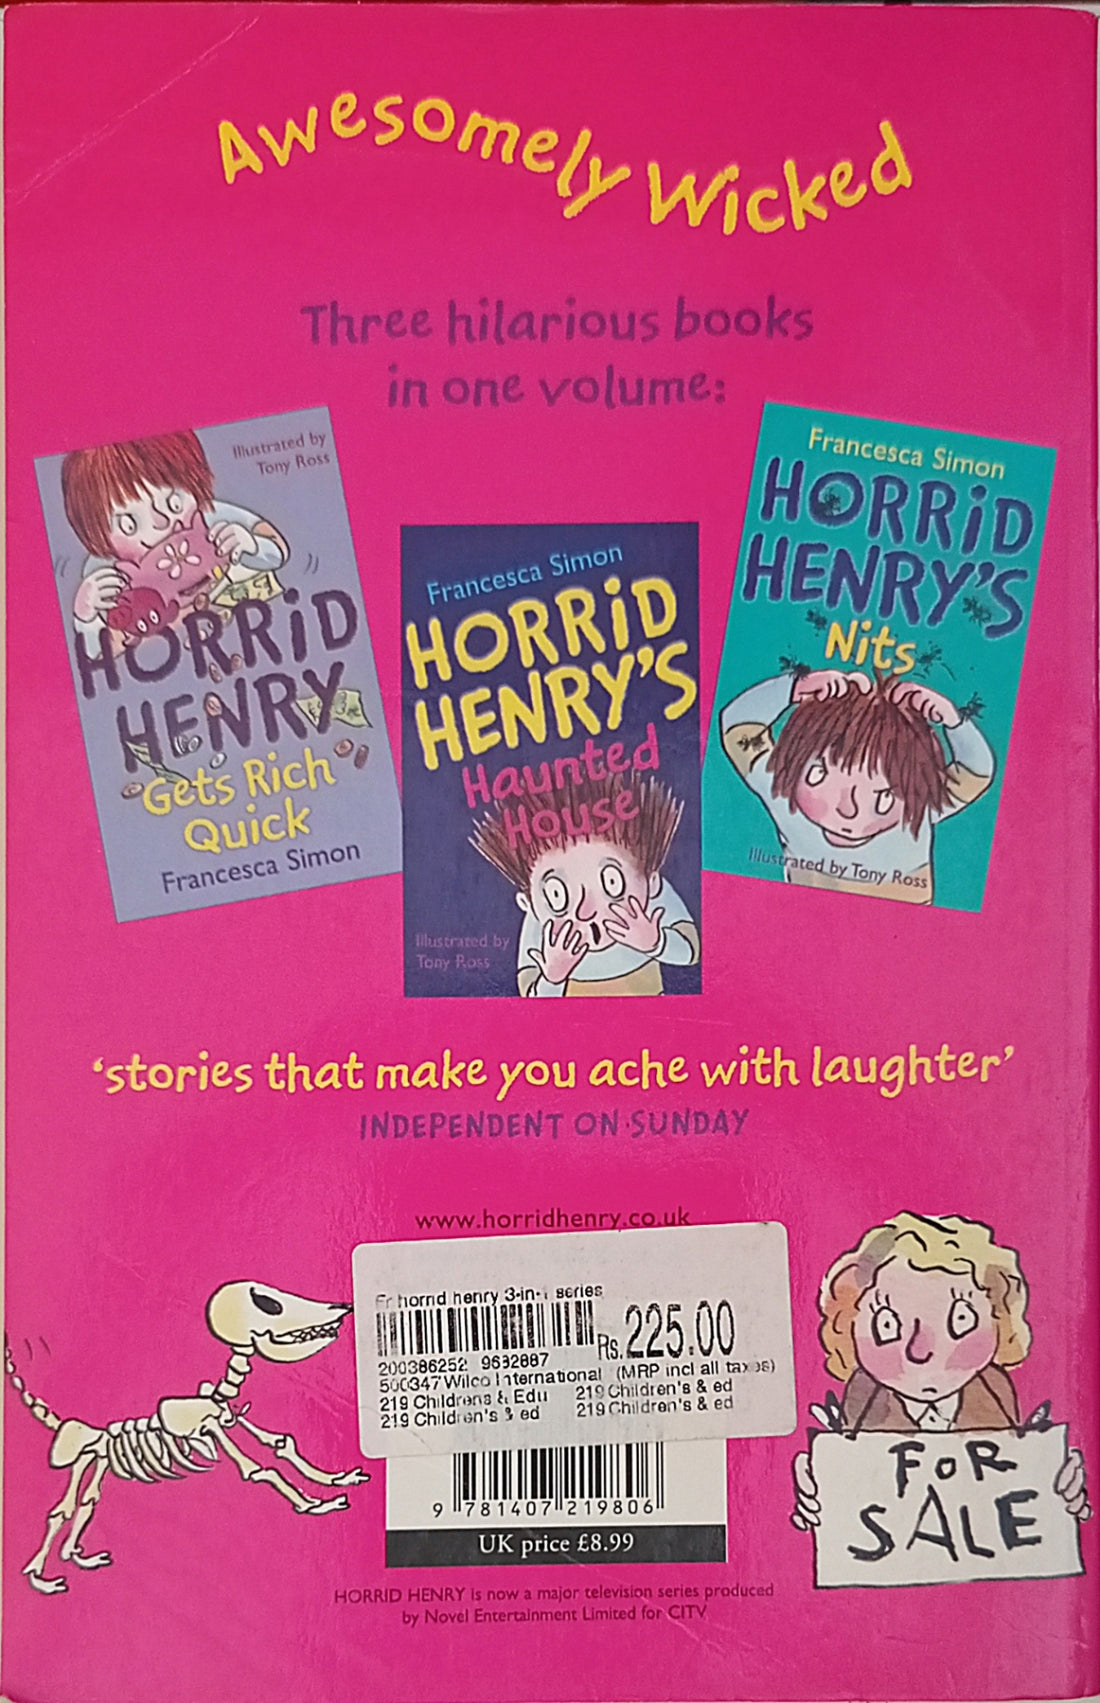 Awesomely Wicked
Three hilarious books
in one volume:
Illustrated by
Tony Ross
HORRiD
HENRY
Gets Rich
Quick
Francesca Simon
Francesca Simon
HORRiD
HENRY'S
Haunted
House
Illustrated by
Tony Ross
Francesca Simon
HORRiD
HENRY'S
Nits
Illustrated by Tony Ross
'stories that make you ache with laughter'
INDEPENDENT ON SUNDAY
www.horridhenry.co.uk
horrid henry 3-in-1 series
Rs.225.00
200386252 9632887
500347 Wilco International (MRP incl all taxes)
219 Childrens & Edu 219 Children's & ed
219 Children's & ed 219 Children's & ed
9 781407 219806
UK price £8.99
FOR
SALE
HORRID HENRY is now a major television series produced
by Novel Entertainment Limited for CITV